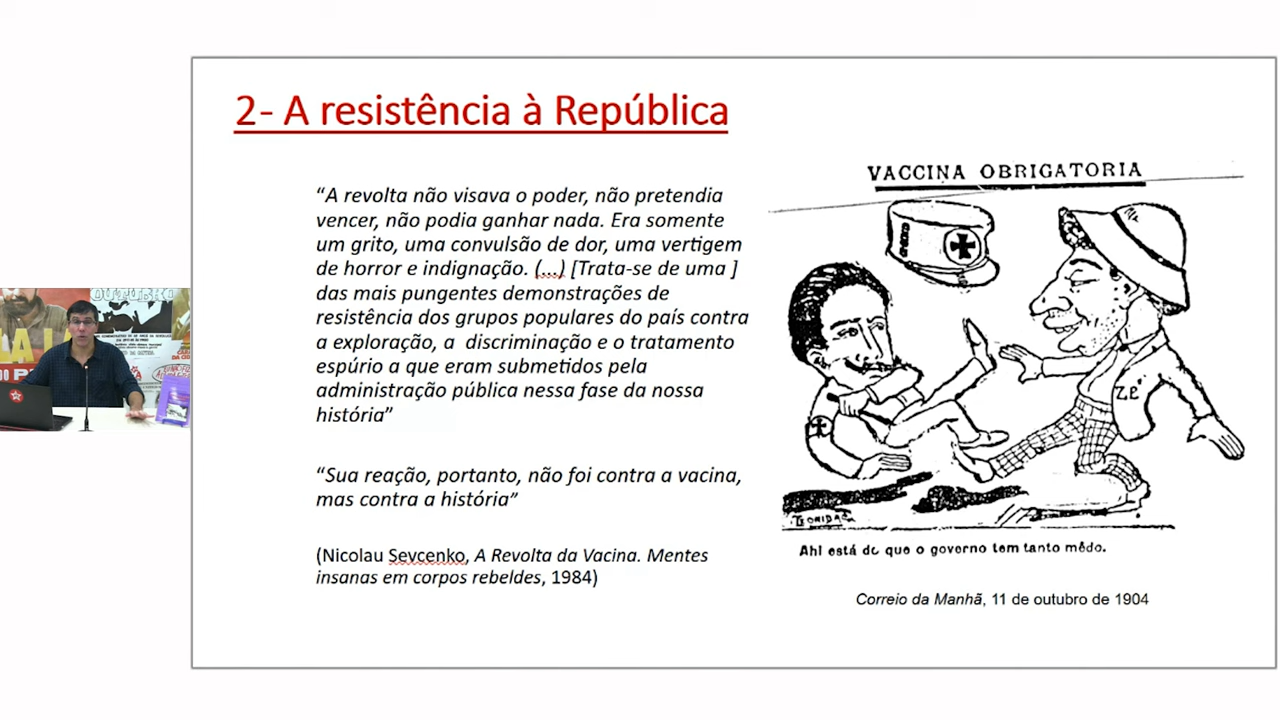 2- A resistência à República
“A revolta não visava o poder, não pretendia
vencer, não podia ganhar nada. Era somente
um grito, uma convulsão de dor, uma vertigem
de horror e indignação. (...) [Trata-se de uma ]
das mais pungentes demonstrações de
resistência dos grupos populares do país contra
a exploração, a discriminação e o tratamento
espúrio a que eram submetidos pela
administração pública nessa fase da nossa
história”
“Sua reação, portanto, não foi contra a vacina,
mas contra a história”
(Nicolau Sevcenko, A Revolta da Vacina. Mentes
insanas em corpos rebeldes, 1984)
VACCINA OBRIGATORIA
ZÉ
Ahi está de que o governo tem tanto mêdo.
Correio da Manhã, 11 de outubro de 1904
OUTUBRO